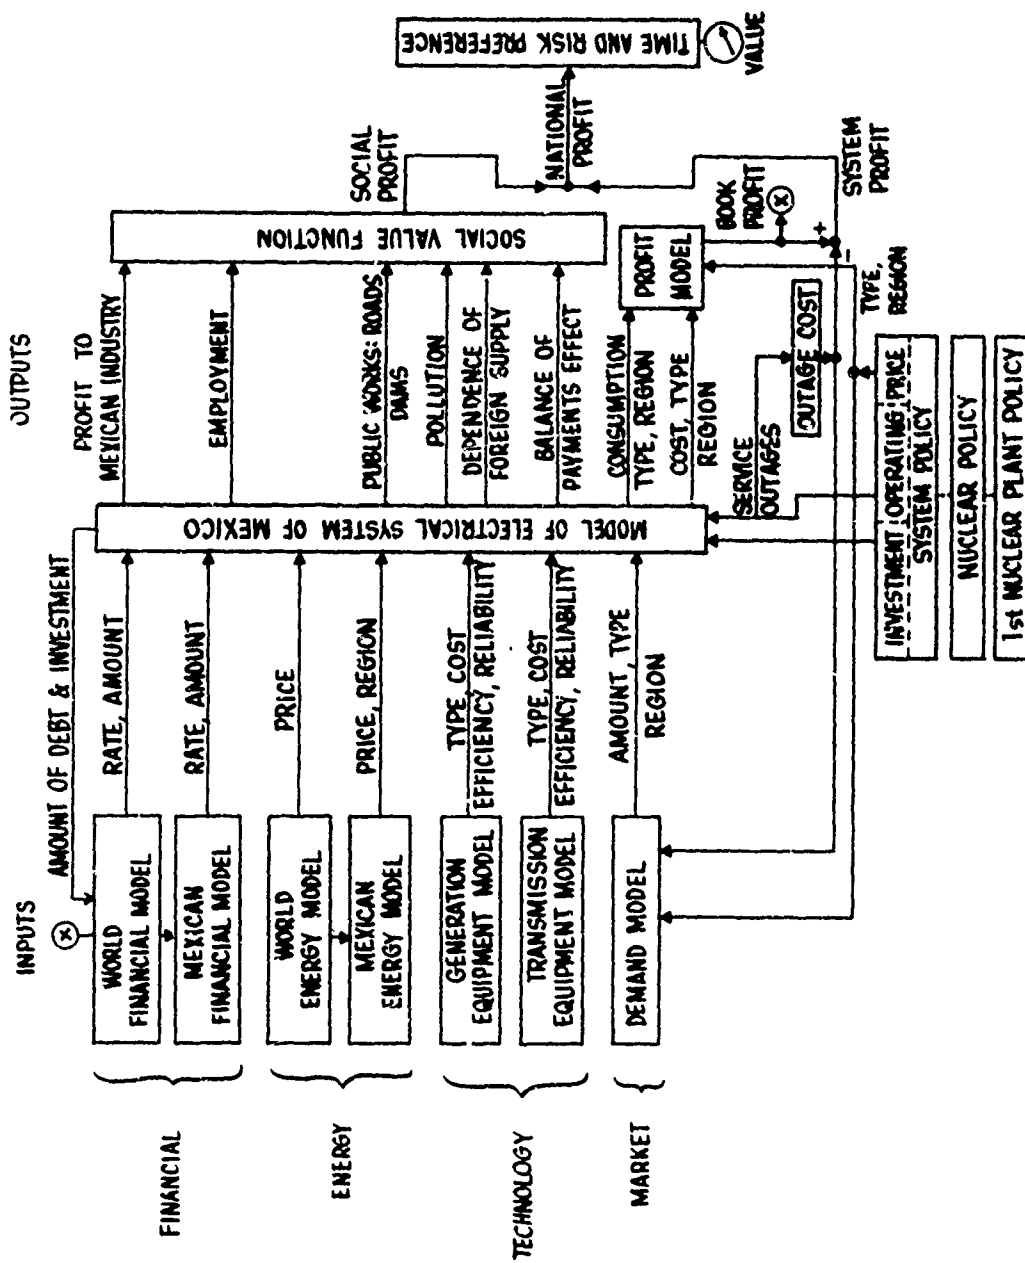 INPUTS
OUTPUTS
FINANCIAL
ENERGY
TECHNOLOGY
MARKET
AMOUNT OF DEBT & INVESTMENT
X
WORLD
FINANCIAL MODEL
MEXICAN
FINANCIAL MODEL
WORLD
ENERGY MODEL
MEXICAN
ENERGY MODEL
GENERATION
EQUIPMENT MODEL
TRANSMISSION
EQUIPMENT MODEL
DEMAND MODEL
RATE, AMOUNT
RATE, AMOUNT
PRICE
PRICE, REGION
TYPE, COST
EFFICIENCY, RELIABILITY
TYPE, COST
EFFICIENCY, RELIABILITY
AMOUNT, TYPE
REGION
MODEL OF ELECTRICAL SYSTEM OF MEXICO
PROFIT TO
MEXICAN INDUSTRY
EMPLOYMENT
PUBLIC WORKS: ROADS
DAMS
POLLUTION
DEPENDENCE OF
FOREIGN SUPPLY
BALANCE OF
PAYMENTS EFFECT
CONSUMPTION
TYPE, REGION
COST, TYPE
REGION
SERVICE
OUTAGES
OUTAGE COST
SOCIAL VALUE FUNCTION
PROFIT
MODEL
SOCIAL
PROFIT
BOOK
PROFIT
X
+
-
TYPE,
REGION
SYSTEM
PROFIT
NATIONAL
PROFIT
TIME AND RISK PREFERENCE
VALUE
INVESTMENT OPERATING PRICE
SYSTEM POLICY
NUCLEAR POLICY
1st NUCLEAR PLANT POLICY